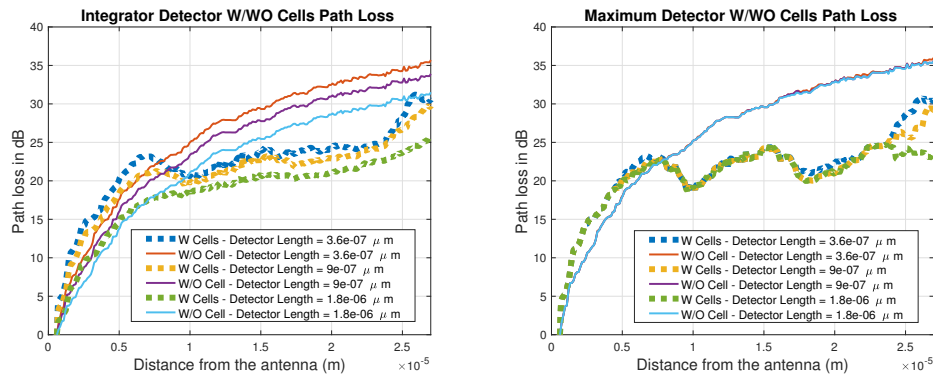 Integrator Detector W/WO Cells Path Loss
40
35
30
25
20
15
10
5
0
Path loss in dB
W Cells - Detector Length = 3.6e-07 μ m
W/O Cell - Detector Length = 3.6e-07 μ m
W Cells - Detector Length = 9e-07 μ m
W/O Cell - Detector Length = 9e-07 μ m
W Cells - Detector Length = 1.8e-06 μ m
W/O Cell - Detector Length = 1.8e-06 μ m
0 0.5 1 1.5 2 2.5
Distance from the antenna (m)
×10⁻⁵
Maximum Detector W/WO Cells Path Loss
40
35
30
25
20
15
10
5
0
Path loss in dB
W Cells - Detector Length = 3.6e-07 μ m
W/O Cell - Detector Length = 3.6e-07 μ m
W Cells - Detector Length = 9e-07 μ m
W/O Cell - Detector Length = 9e-07 μ m
W Cells - Detector Length = 1.8e-06 μ m
W/O Cell - Detector Length = 1.8e-06 μ m
0 0.5 1 1.5 2 2.5
Distance from the antenna (m)
×10⁻⁵